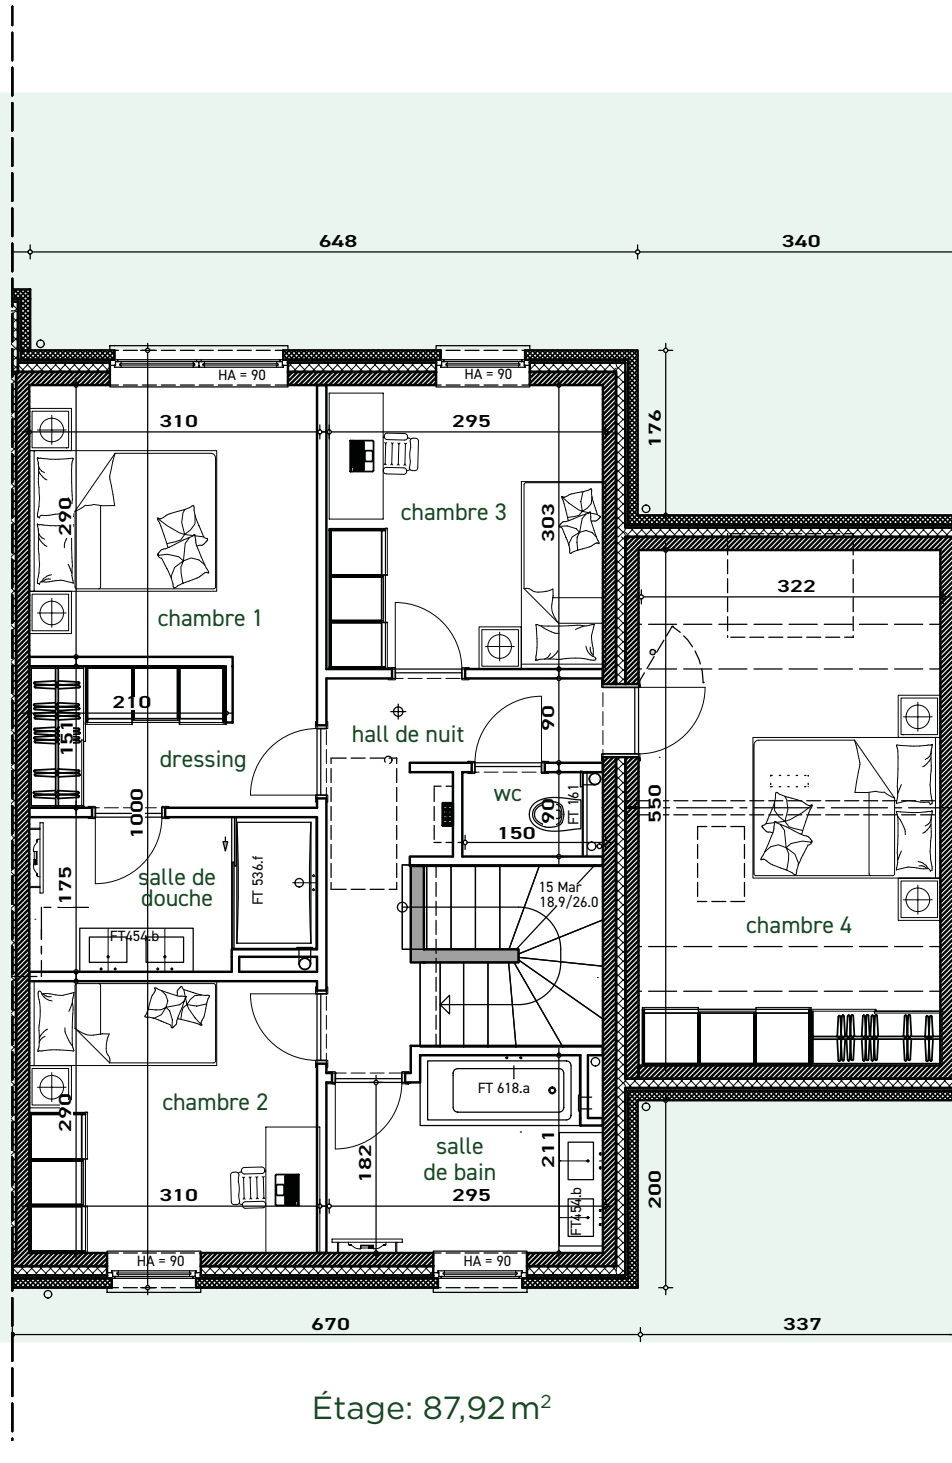 648
340
HA = 90
HA = 90
310
295
176
290
chambre 3
303
322
chambre 1
210
151
90
hall de nuit
dressing
1000
wc
90
FT 161
150
550
175
salle de
douche
FT 536.f
15 Mar
18.9/26.0
chambre 4
FT454.b
290
chambre 2
FT 618.a
182
salle
de bain
211
310
295
FT454.b
200
HA = 90
HA = 90
670
337
Étage: 87,92 m²